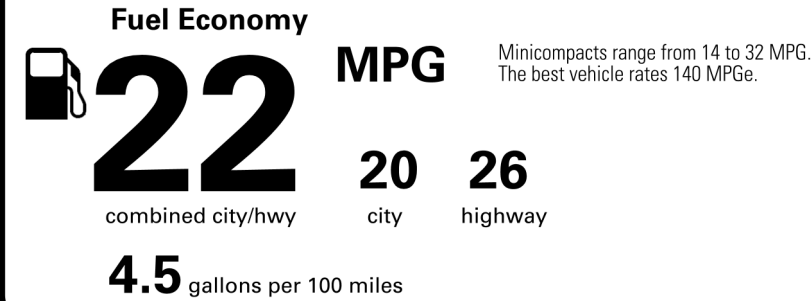 Fuel Economy
22 MPG
Minicompacts range from 14 to 32 MPG.
The best vehicle rates 140 MPGe.
20 26
combined city/hwy city highway
4.5 gallons per 100 miles